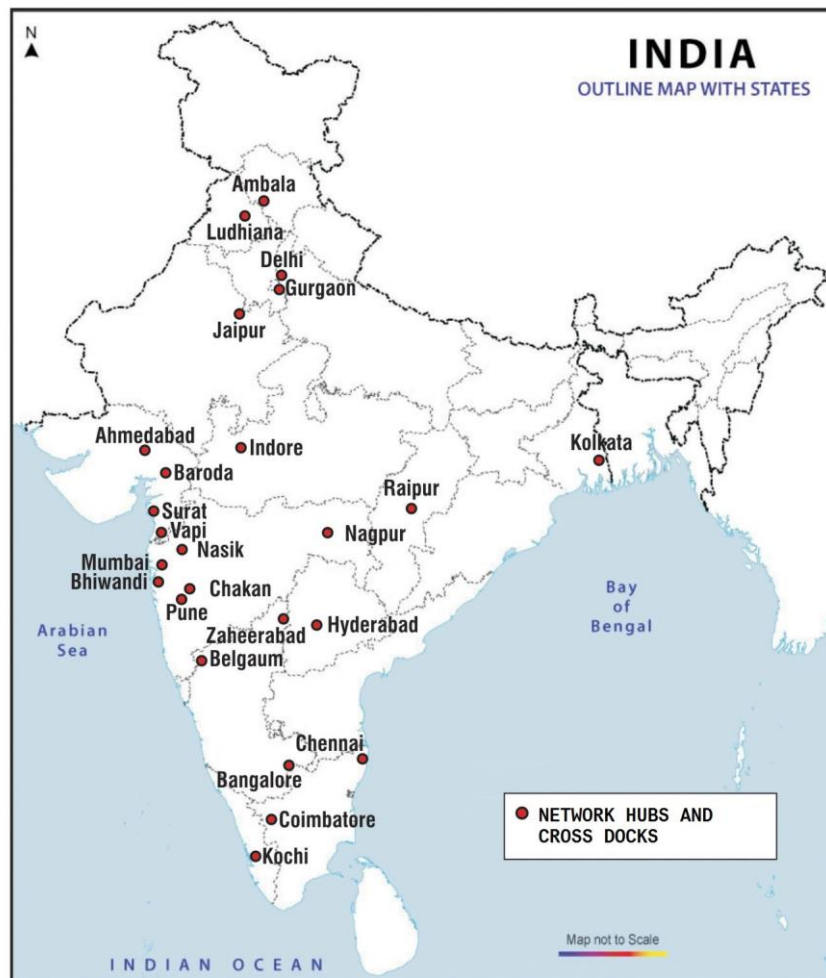 N
INDIA
OUTLINE MAP WITH STATES
Ambala
Ludhiana
Delhi
Gurgaon
Jaipur
Ahmedabad
Indore
Kolkata
Baroda
Raipur
Surat
Vapi
Nagpur
Nasik
Mumbai
Bhiwandi
Chakan
Pune
Bay
of
Bengal
Arabian
Sea
Zaheerabad
Hyderabad
Belgaum
Chennai
Bangalore
Coimbatore
Kochi
NETWORK HUBS AND
CROSS DOCKS
Map not to Scale
INDIAN OCEAN